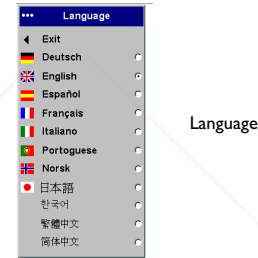 ••• Language
Exit
Deutsch
English
Español
Français
Italiano
Portoguese
Norsk
日本語
한국어
繁體中文
简体中文
Language